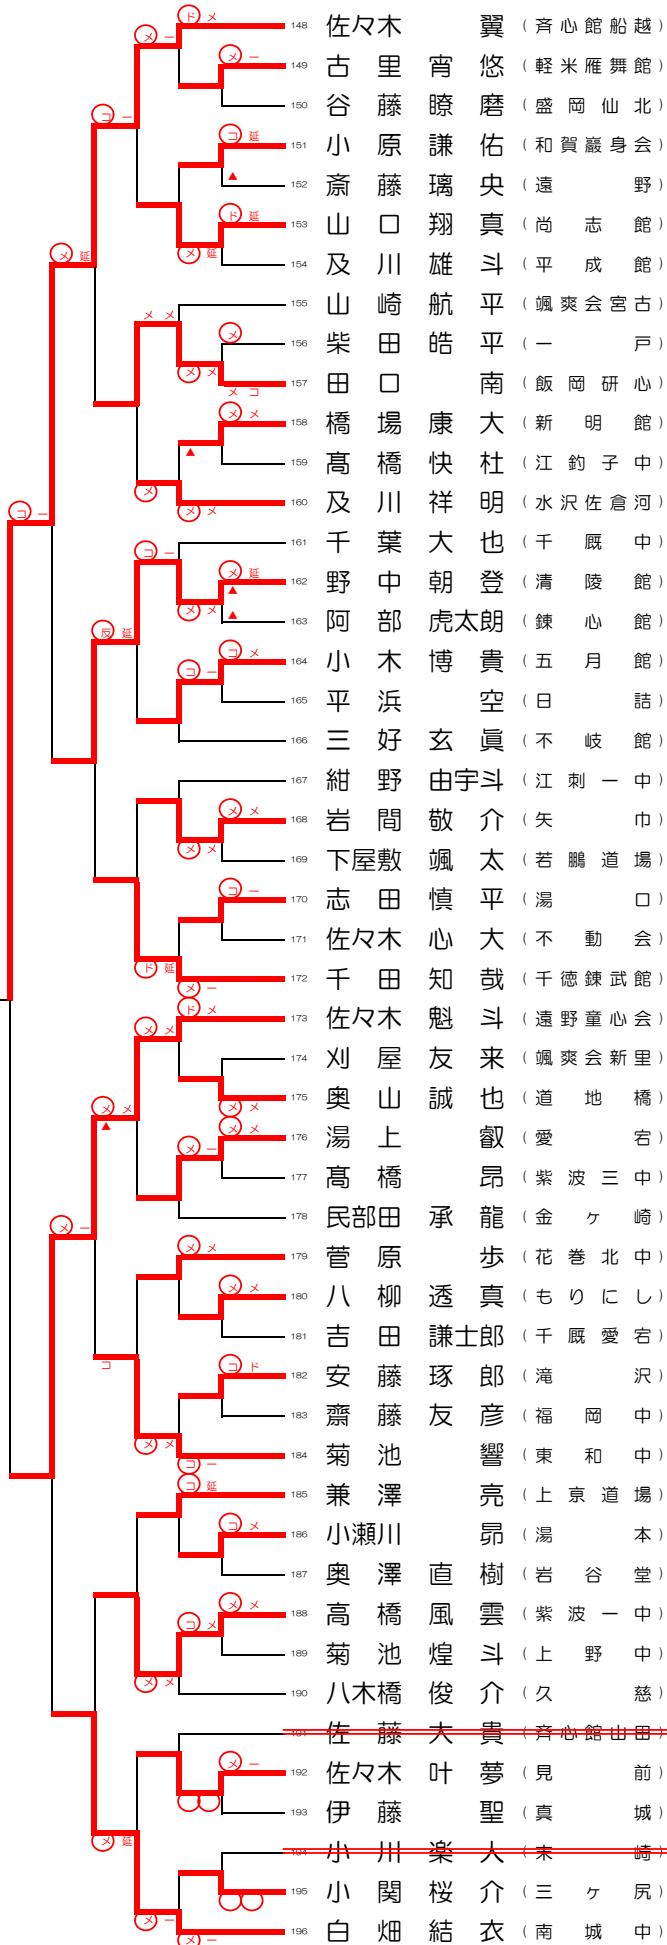 148 佐々木 翼 (斉心館船越)
149 古里宵悠 (軽米雁舞館)
150 谷藤瞭磨 (盛岡仙北)
151 小原謙佑 (和賀巖身会)
152 斎藤璃央 (遠野)
153 山口翔真 (尚志館)
154 及川雄斗 (平成館)
155 山崎航平 (颯爽会宮古)
156 柴田皓平 (一戸)
157 田口南 (飯岡研心)
158 橋場康大 (新明館)
159 髙橋快杜 (江釣子中)
160 及川祥明 (水沢佐倉河)
161 千葉大也 (千厩中)
162 野中朝登 (清陵館)
163 阿部虎太朗 (錬心館)
164 小木博貴 (五月館)
165 平浜空 (日詰)
166 三好玄眞 (不岐館)
167 紺野由宇斗 (江刺一中)
168 岩間敬介 (矢巾)
169 下屋敷颯太 (若鵬道場)
170 志田慎平 (湯口)
171 佐々木心大 (不動会)
172 千田知哉 (千徳錬武館)
173 佐々木魁斗 (遠野童心会)
174 刈屋友来 (颯爽会新里)
175 奥山誠也 (道地橋)
176 湯上叡 (愛宕)
177 髙橋昂 (紫波三中)
178 民部田承龍 (金ヶ崎)
179 菅原歩 (花巻北中)
180 八柳透真 (もりにし)
181 吉田謙士郎 (千厩愛宕)
182 安藤琢郎 (滝沢)
183 齋藤友彦 (福岡中)
184 菊池響 (東和中)
185 兼澤亮 (上京道場)
186 小瀬川昴 (湯本)
187 奥澤直樹 (岩谷堂)
188 高橋風雲 (紫波一中)
189 菊池煌斗 (上野中)
190 八木橋俊介 (久慈)
191 佐藤大貴 (斉心館山田)
192 佐々木叶夢 (見前)
193 伊藤聖 (真城)
194 小川楽人 (末崎)
195 小関桜介 (三ヶ尻)
196 白畑結衣 (南城中)